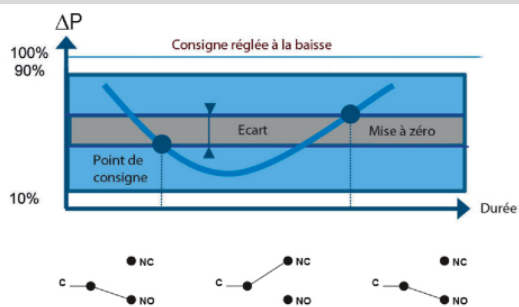 ΔP
Consigne réglée à la baisse
100%
90%
Ecart
Mise à zéro
Point de
consigne
10%
Durée
NC
NC
NC
C
C
C
NO
NO
NO